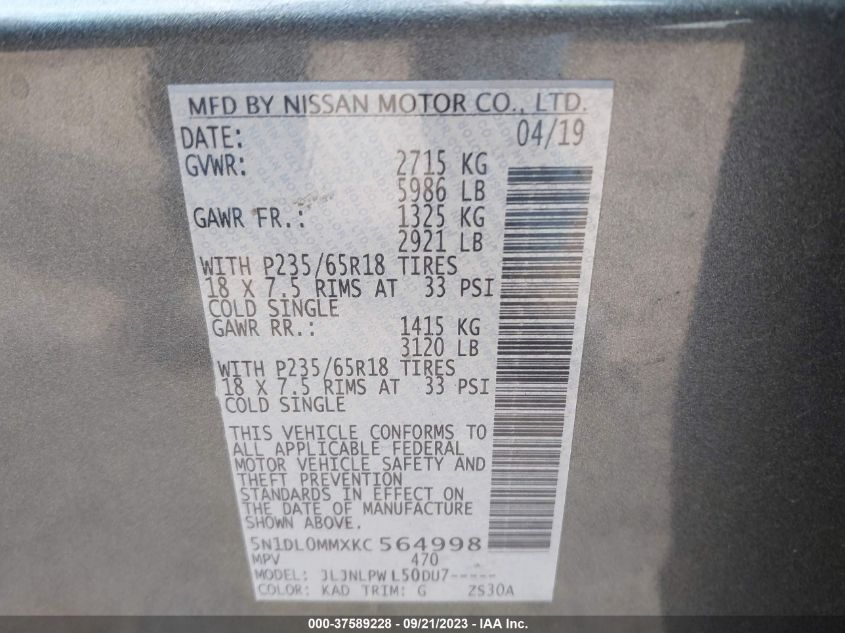 MFD BY NISSAN MOTOR CO., LTD.
DATE: 04/19
GVWR: 2715 KG
5986 LB
GAWR FR.: 1325 KG
2921 LB
WITH P235/65R18 TIRES
18 X 7.5 RIMS AT 33 PSI
COLD SINGLE
GAWR RR.: 1415 KG
3120 LB
WITH P235/65R18 TIRES
18 X 7.5 RIMS AT 33 PSI
COLD SINGLE
THIS VEHICLE CONFORMS TO
ALL APPLICABLE FEDERAL
MOTOR VEHICLE SAFETY AND
THEFT PREVENTION
STANDARDS IN EFFECT ON
THE DATE OF MANUFACTURE
SHOWN ABOVE.
5N1DL0MMXKC 564998
MPV 470
MODEL: JLJNLPW L50DU7-----
COLOR: KAD TRIM: G ZS30A
000-37589228 - 09/21/2023 - IAA Inc.